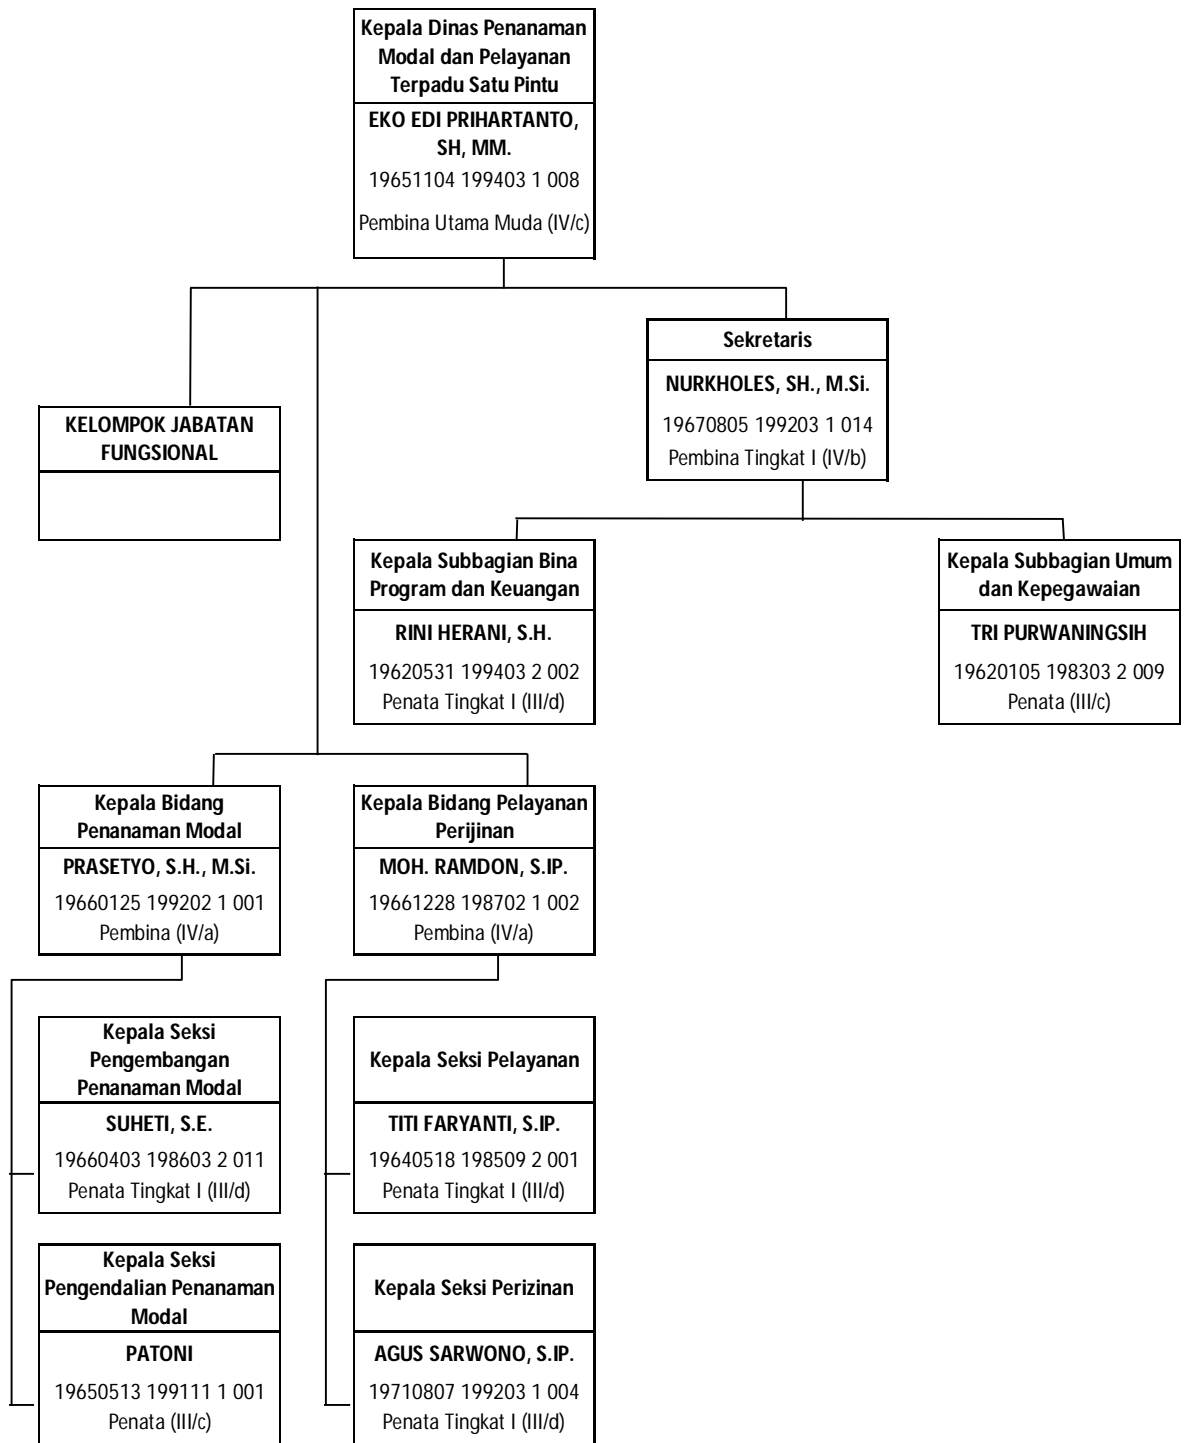 Kepala Dinas Penanaman
Modal dan Pelayanan
Terpadu Satu Pintu
EKO EDI PRIHARTANTO,
SH, MM.
19651104 199403 1 008
Pembina Utama Muda (IV/c)
Sekretaris
NURKHOLES, SH., M.Si.
19670805 199203 1 014
Pembina Tingkat I (IV/b)
KELOMPOK JABATAN
FUNGSIONAL
Kepala Subbagian Bina
Program dan Keuangan
RINI HERANI, S.H.
19620531 199403 2 002
Penata Tingkat I (III/d)
Kepala Subbagian Umum
dan Kepegawaian
TRI PURWANINGSIH
19620105 198303 2 009
Penata (III/c)
Kepala Bidang
Penanaman Modal
PRASETYO, S.H., M.Si.
19660125 199202 1 001
Pembina (IV/a)
Kepala Bidang Pelayanan
Perijinan
MOH. RAMDON, S.IP.
19661228 198702 1 002
Pembina (IV/a)
Kepala Seksi
Pengembangan
Penanaman Modal
SUHETI, S.E.
19660403 198603 2 011
Penata Tingkat I (III/d)
Kepala Seksi Pelayanan
TITI FARYANTI, S.IP.
19640518 198509 2 001
Penata Tingkat I (III/d)
Kepala Seksi
Pengendalian Penanaman
Modal
PATONI
19650513 199111 1 001
Penata (III/c)
Kepala Seksi Perizinan
AGUS SARWONO, S.IP.
19710807 199203 1 004
Penata Tingkat I (III/d)